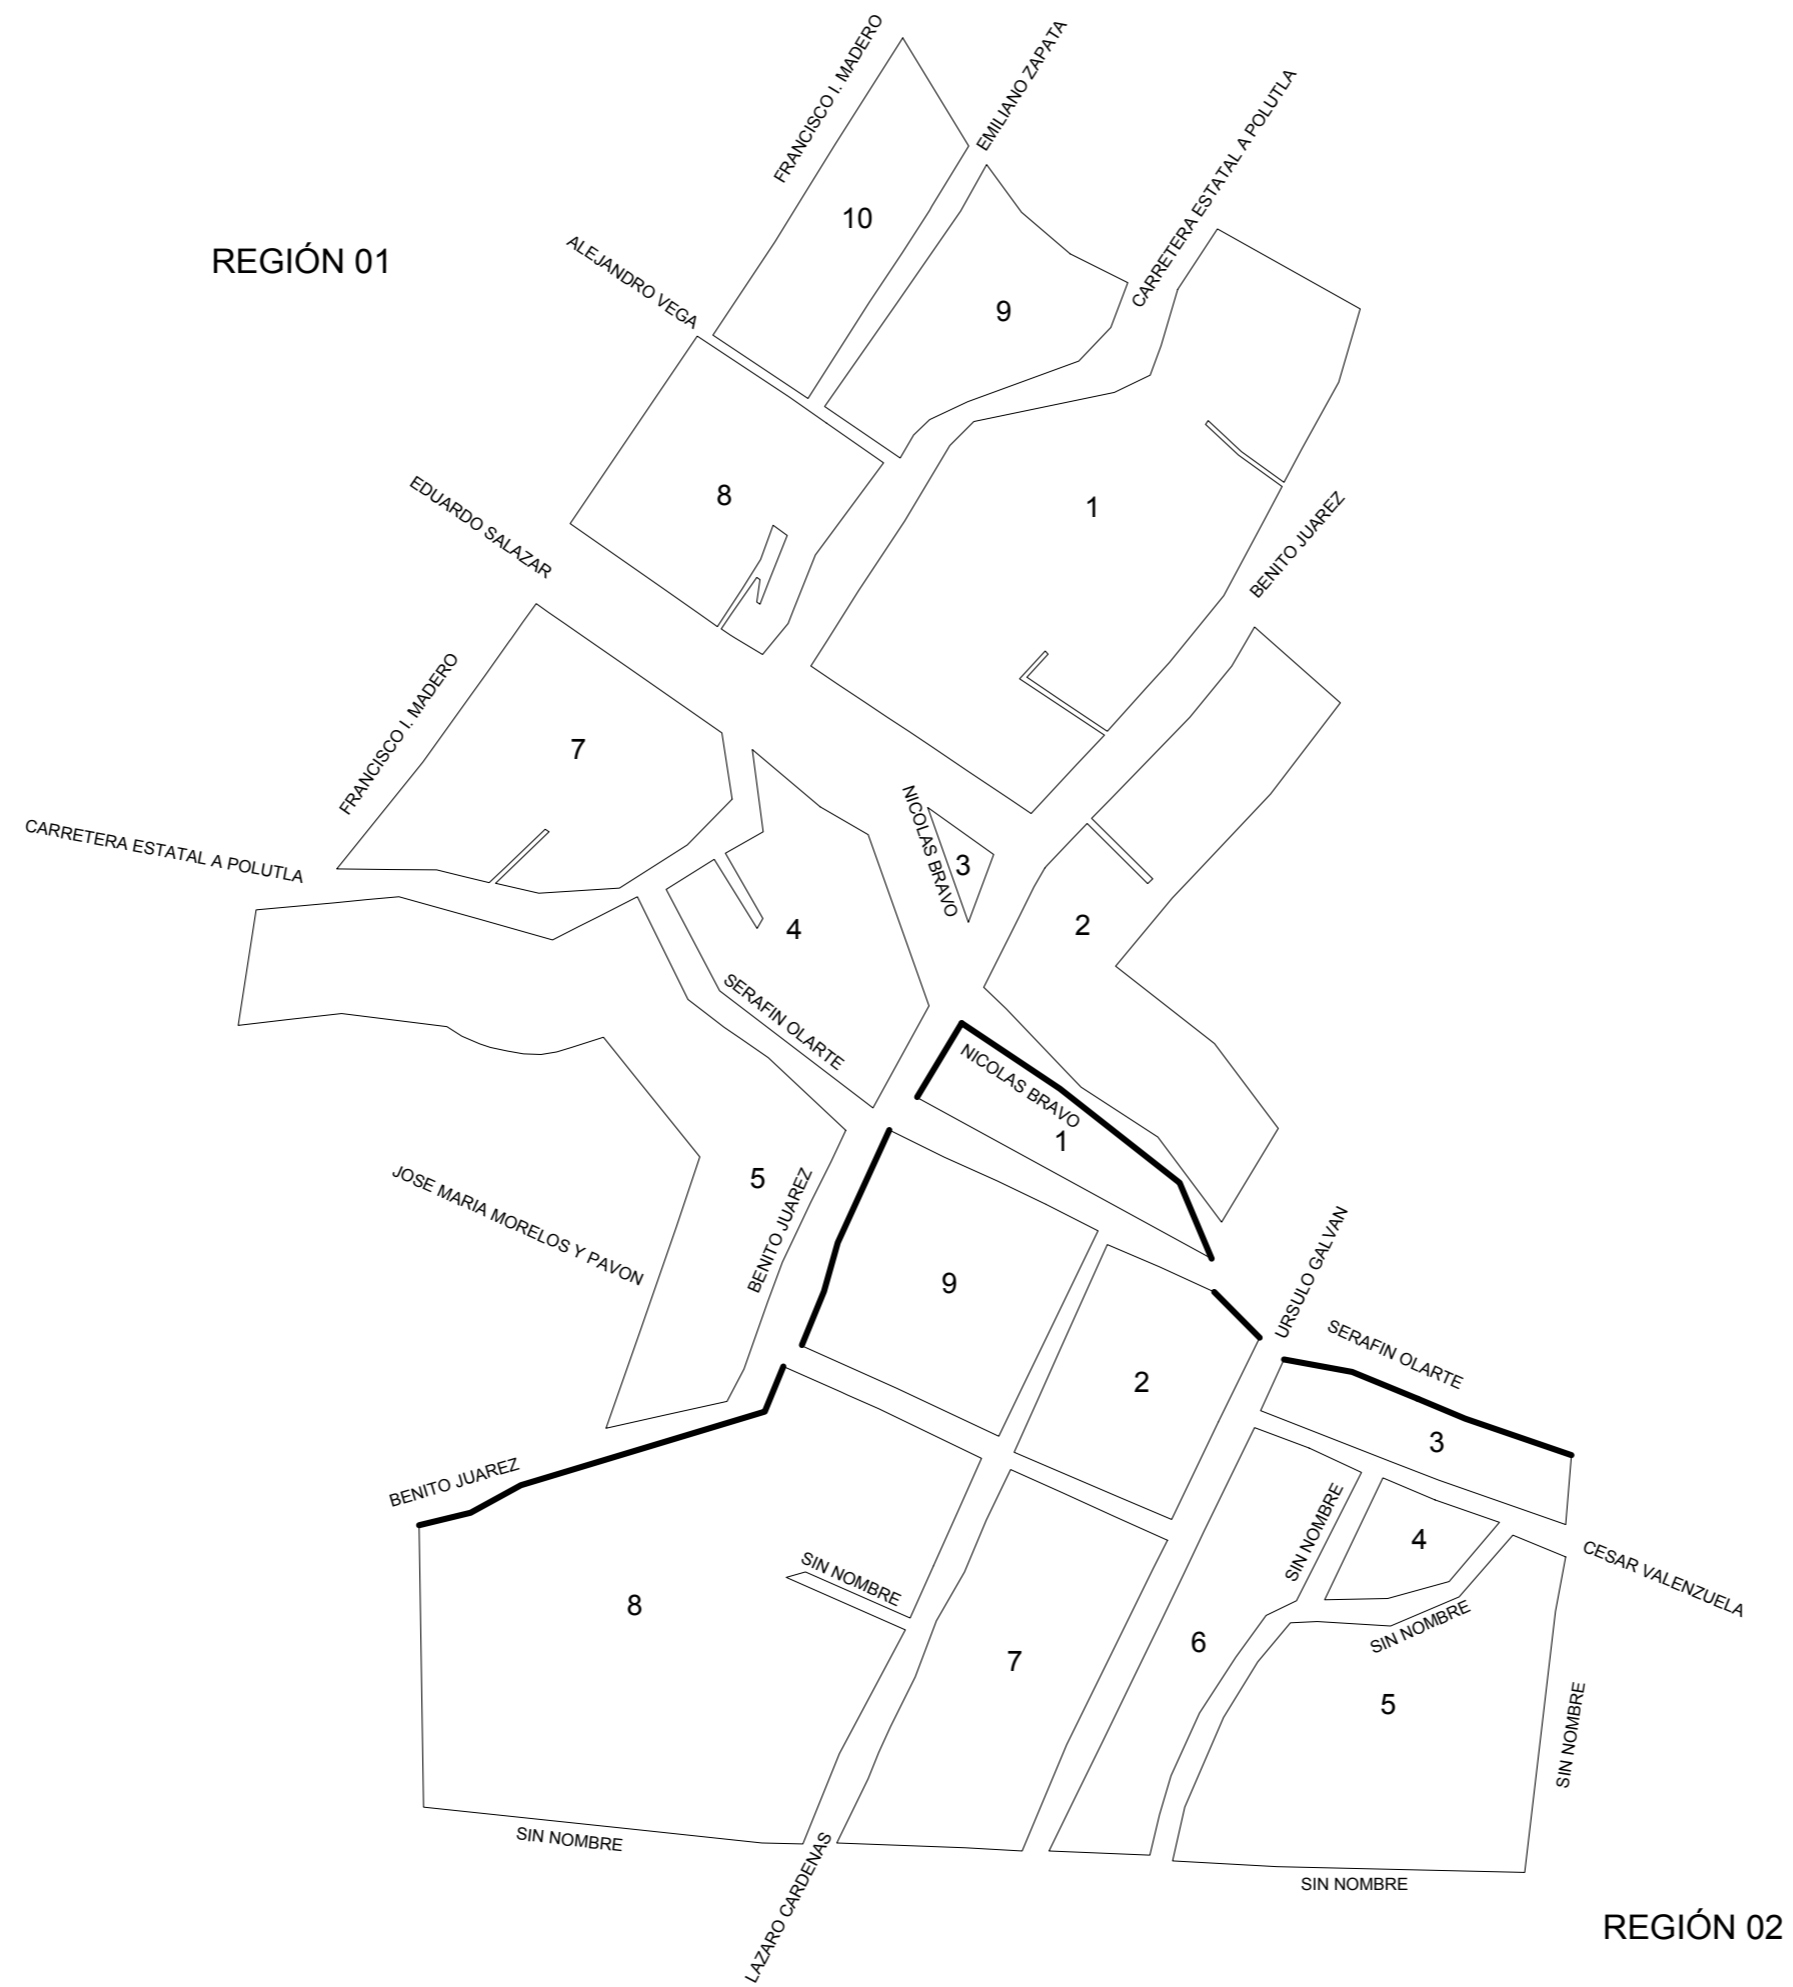 FRANCISCO I. MADERO
EMILIANO ZAPATA
CARRETERA ESTATAL A POLUTLA
10
REGIÓN 01
ALEJANDRO VEGA
9
8
1
EDUARDO SALAZAR
BENITO JUAREZ
FRANCISCO I. MADERO
7
CARRETERA ESTATAL A POLUTLA
NICOLAS BRAVO
3
4
2
SERAFIN OLARTE
NICOLAS BRAVO
1
JOSE MARIA MORELOS Y PAVON
5
BENITO JUAREZ
URSULO GALVAN
9
SERAFIN OLARTE
2
3
BENITO JUAREZ
SIN NOMBRE
4
CESAR VALENZUELA
SIN NOMBRE
8
SIN NOMBRE
6
7
5
SIN NOMBRE
SIN NOMBRE
LAZARO CARDENAS
SIN NOMBRE
REGIÓN 02